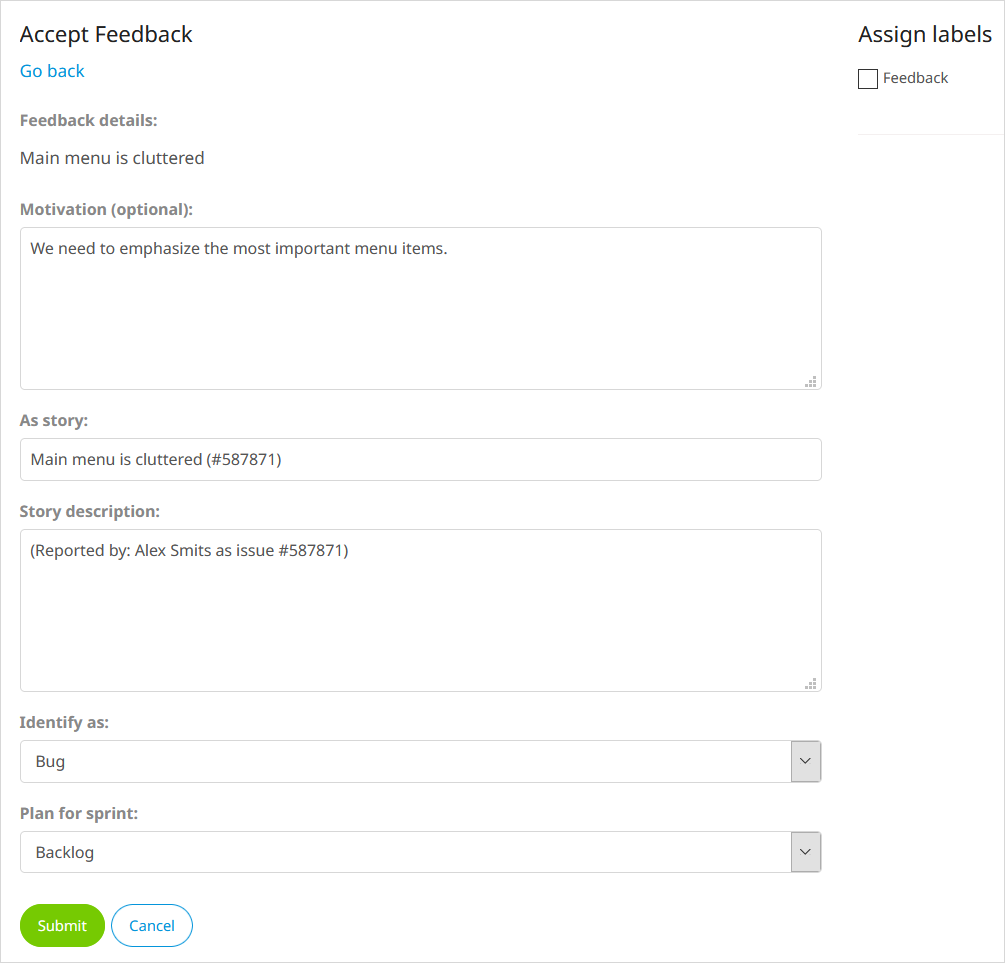 Accept Feedback
Go back
Feedback details:
Main menu is cluttered
Motivation (optional):
We need to emphasize the most important menu items.
As story:
Main menu is cluttered (#587871)
Story description:
(Reported by: Alex Smits as issue #587871)
Identify as:
Bug
Plan for sprint:
Backlog
Submit
Cancel
Assign labels
Feedback